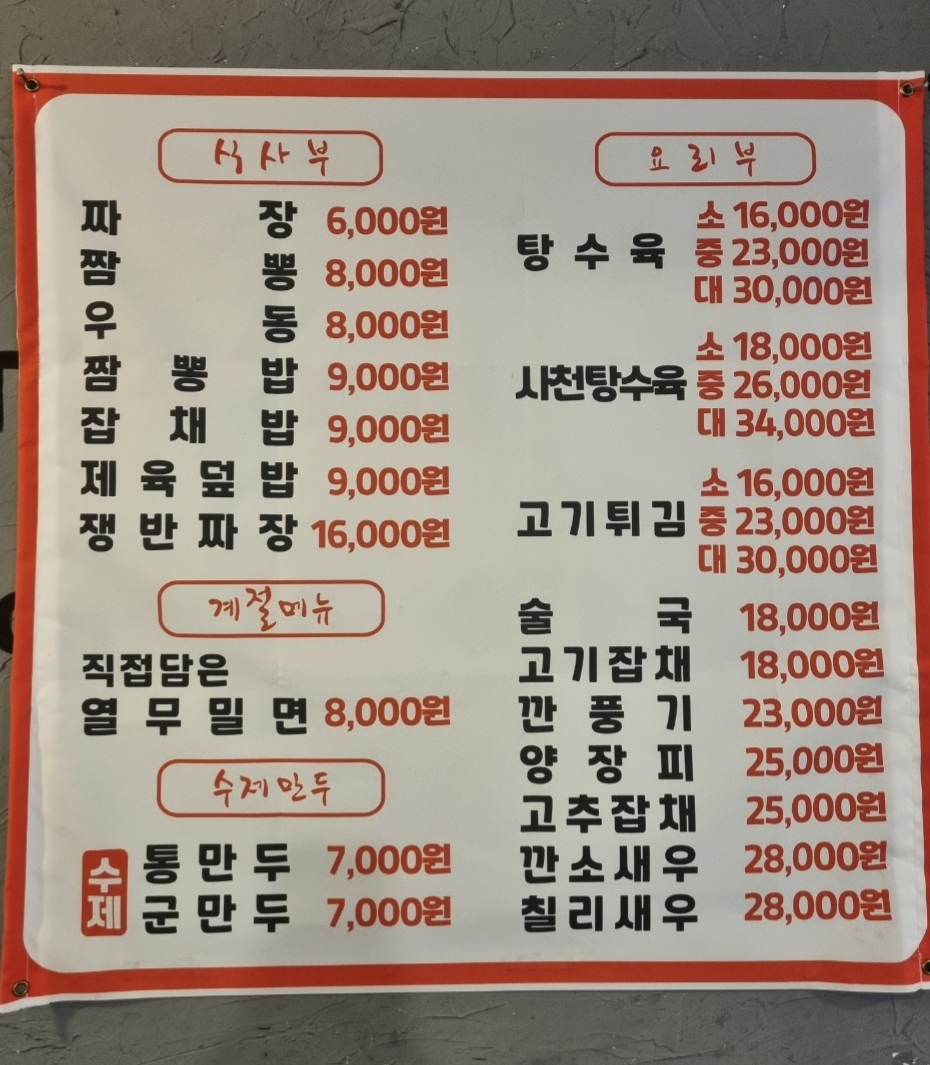 식사부
짜장 6,000원
짬뽕 8,000원
우동 8,000원
짬뽕밥 9,000원
잡채밥 9,000원
제육덮밥 9,000원
쟁반짜장 16,000원
계절메뉴
직접담은
열무밀면 8,000원
수제만두
수제
통만두 7,000원
군만두 7,000원
요리부
탕수육
소 16,000원
중 23,000원
대 30,000원
사천탕수육
소 18,000원
중 26,000원
대 34,000원
고기튀김
소 16,000원
중 23,000원
대 30,000원
술국 18,000원
고기잡채 18,000원
깐풍기 23,000원
양장피 25,000원
고추잡채 25,000원
깐소새우 28,000원
칠리새우 28,000원